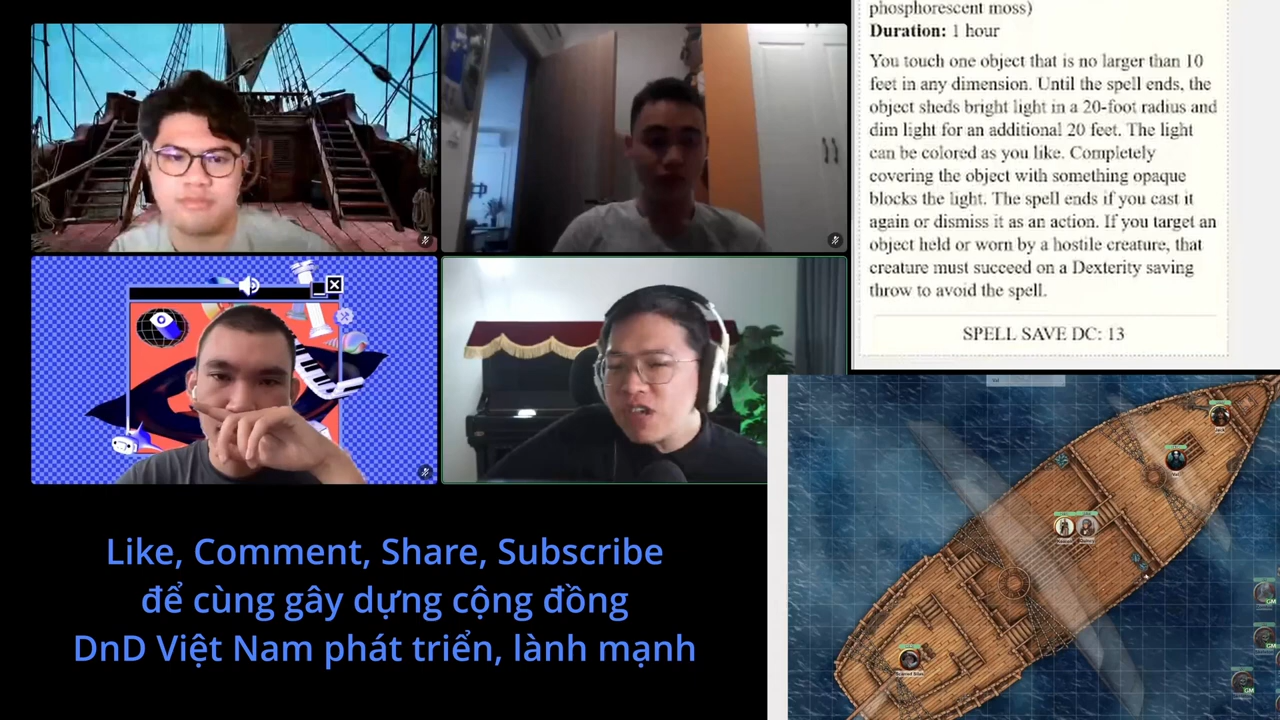 phosphorescent moss)
Duration: 1 hour
You touch one object that is no larger than 10
feet in any dimension. Until the spell ends, the
object sheds bright light in a 20-foot radius and
dim light for an additional 20 feet. The light
can be colored as you like. Completely
covering the object with something opaque
blocks the light. The spell ends if you cast it
again or dismiss it as an action. If you target an
object held or worn by a hostile creature, that
creature must succeed on a Dexterity saving
throw to avoid the spell.
SPELL SAVE DC: 13
Like, Comment, Share, Subscribe
để cùng gây dựng cộng đồng
DnD Việt Nam phát triển, lành mạnh
GM
GM
GM